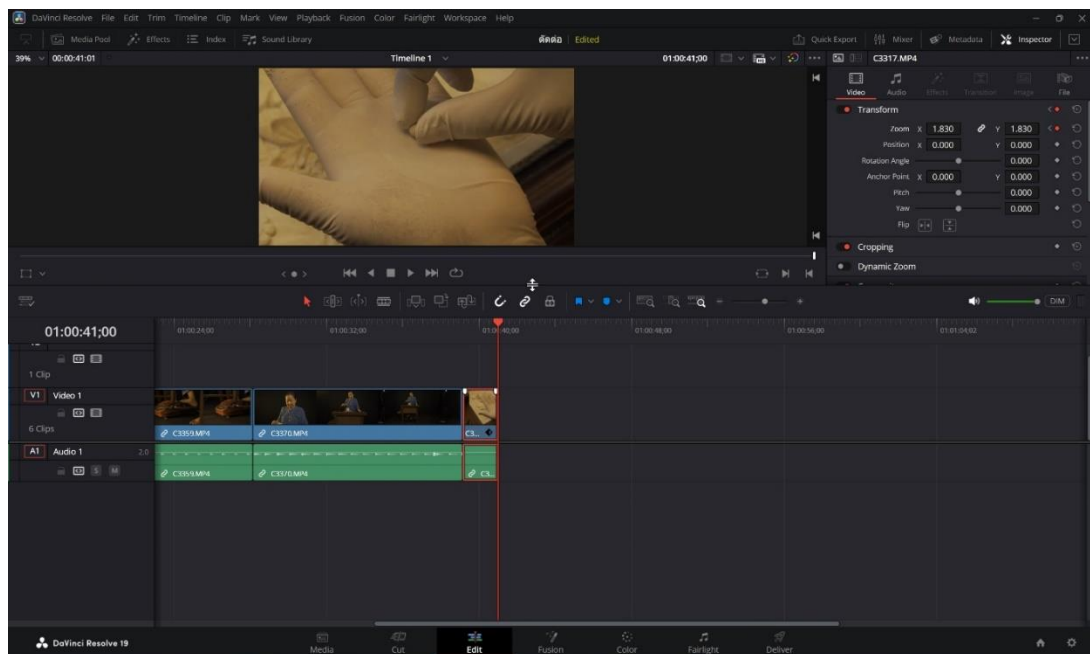 DaVinci Resolve File Edit Trim Timeline Clip Mark View Playback Fusion Color Fairlight Workspace Help
Media Pool Effects Index Sound Library ตัดต่อ Edited Quick Export Mixer Metadata Inspector
39% 00:00:41:01 Timeline 1 01:00:41;00 C3317.MP4
Video Audio Effects Transition Image File
Transform
Zoom X 1.830 Y 1.830
Position X 0.000 Y 0.000
Rotation Angle 0.000
Anchor Point X 0.000 Y 0.000
Pitch 0.000
Yaw 0.000
Flip
Cropping
Dynamic Zoom
DIM
01:00:41;00 01:00:24;00 01:00:32;00 01:00:40;00 01:00:48;00 01:00:56;00 01:01:04;02
1 Clip
V1 Video 1
6 Clips C3359.MP4 C3370.MP4 C3...
A1 Audio 1 2.0
S M C3359.MP4 C3370.MP4 C3...
DaVinci Resolve 19 Media Cut Edit Fusion Color Fairlight Deliver